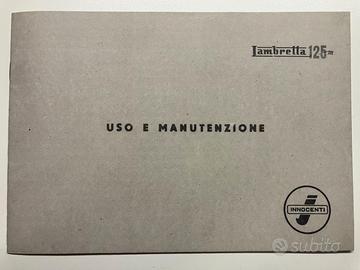 Lambretta 125 m
USO E MANUTENZIONE
INNOCENTI
subito